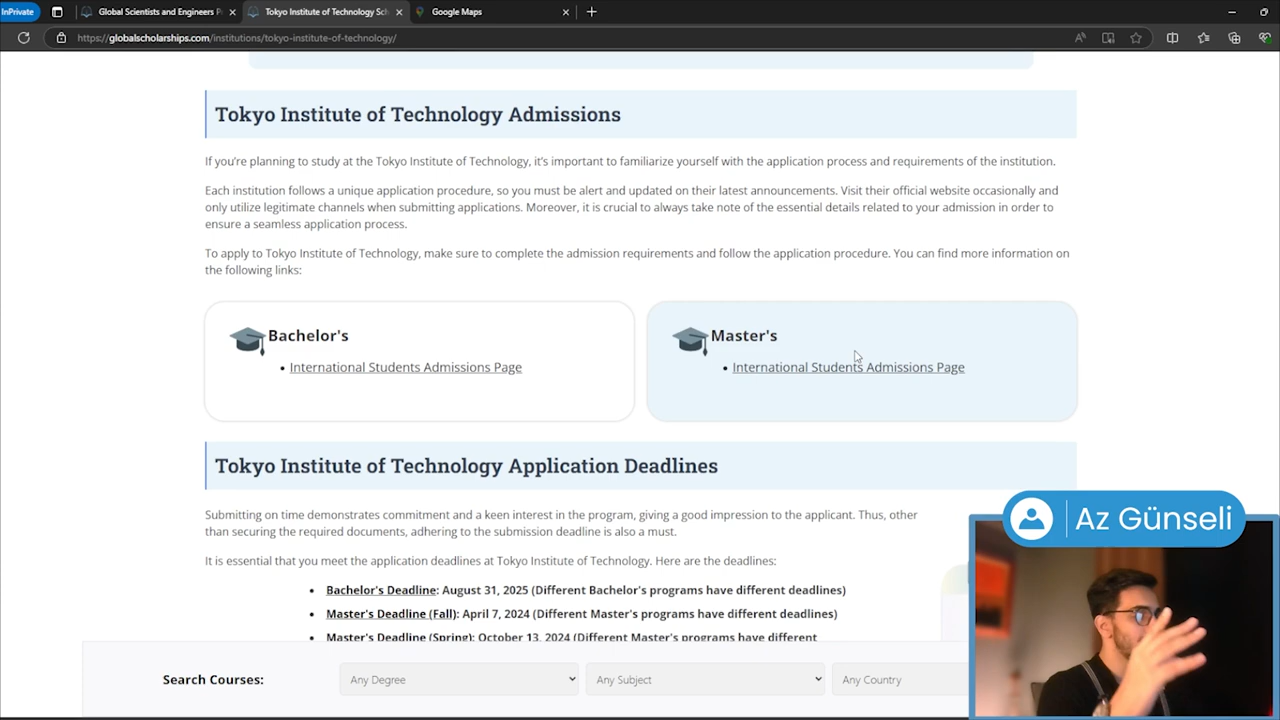 InPrivate
Global Scientists and Engineers P
Tokyo Institute of Technology Sch
Google Maps
https://globalscholarships.com/institutions/tokyo-institute-of-technology/
Tokyo Institute of Technology Admissions
If you’re planning to study at the Tokyo Institute of Technology, it’s important to familiarize yourself with the application process and requirements of the institution.
Each institution follows a unique application procedure, so you must be alert and updated on their latest announcements. Visit their official website occasionally and
only utilize legitimate channels when submitting applications. Moreover, it is crucial to always take note of the essential details related to your admission in order to
ensure a seamless application process.
To apply to Tokyo Institute of Technology, make sure to complete the admission requirements and follow the application procedure. You can find more information on
the following links:
Bachelor's
• International Students Admissions Page
Master's
• International Students Admissions Page
Tokyo Institute of Technology Application Deadlines
Submitting on time demonstrates commitment and a keen interest in the program, giving a good impression to the applicant. Thus, other
than securing the required documents, adhering to the submission deadline is also a must.
It is essential that you meet the application deadlines at Tokyo Institute of Technology. Here are the deadlines:
• Bachelor's Deadline: August 31, 2025 (Different Bachelor's programs have different deadlines)
• Master's Deadline (Fall): April 7, 2024 (Different Master's programs have different deadlines)
• Master's Deadline (Spring): October 13, 2024 (Different Master's programs have different
Az Günseli
Search Courses:
Any Degree
Any Subject
Any Country